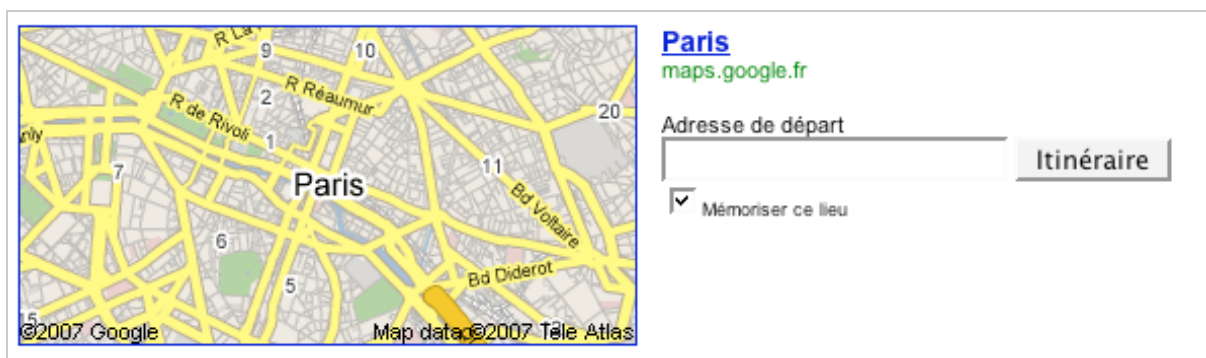 R La
9
10
R Réaumur
2
R de Rivoli
20
1
7
11
Paris
Bd Voltaire
6
Bd Diderot
5
15
©2007 Google
Map data ©2007 Tele Atlas
Paris
maps.google.fr
Adresse de départ
Itinéraire
Mémoriser ce lieu